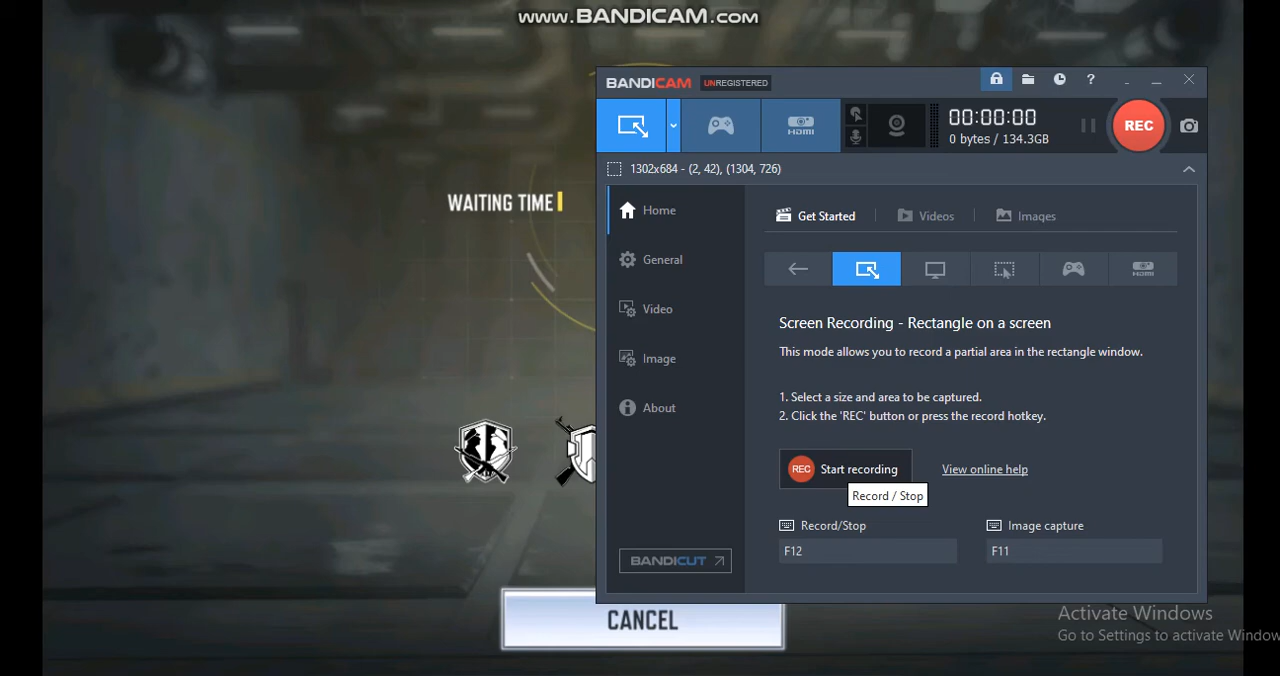 www.BANDICAM.com
BANDICAM UNREGISTERED
?
HDMI
00:00:00
0 bytes / 134.3GB
REC
1302x684 - (2, 42), (1304, 726)
WAITING TIME
Home
General
Video
Image
About
Get Started
Videos
Images
HDMI
Screen Recording - Rectangle on a screen
This mode allows you to record a partial area in the rectangle window.
1. Select a size and area to be captured.
2. Click the 'REC' button or press the record hotkey.
REC Start recording
View online help
Record / Stop
Record/Stop
Image capture
F12
F11
BANDICUT
CANCEL
Activate Windows
Go to Settings to activate Window